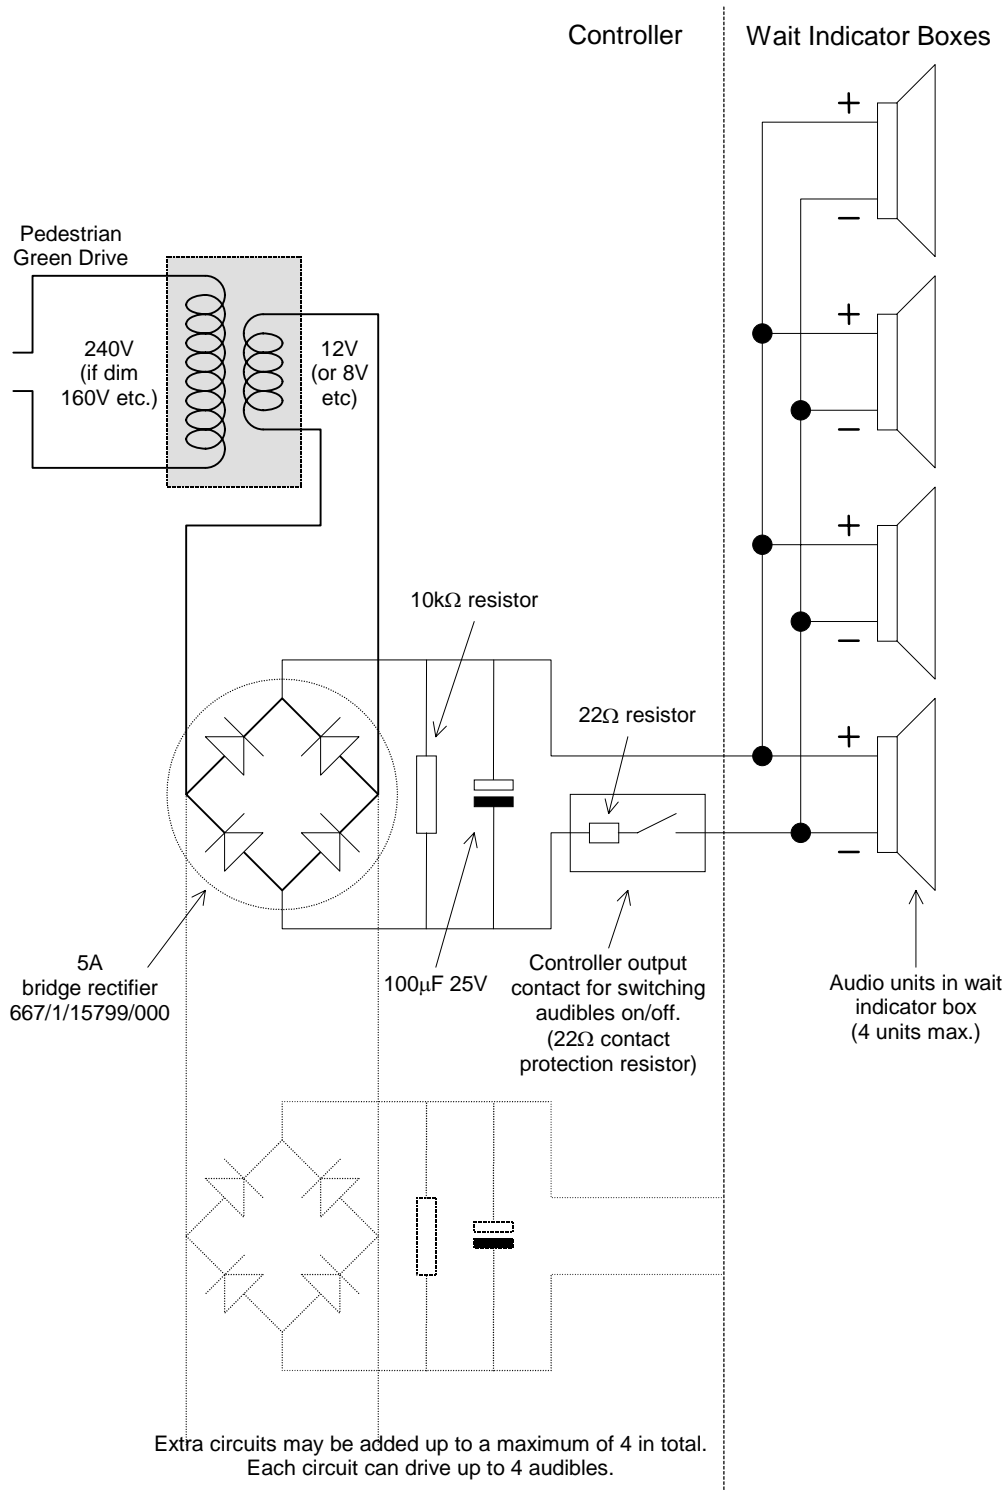 Controller
Wait Indicator Boxes
+
−
+
−
+
−
+
−
Pedestrian
Green Drive
240V
(if dim
160V etc.)
12V
(or 8V
etc)
10kΩ resistor
22Ω resistor
5A
bridge rectifier
667/1/15799/000
100µF 25V
Controller output
contact for switching
audibles on/off.
(22Ω contact
protection resistor)
Audio units in wait
indicator box
(4 units max.)
Extra circuits may be added up to a maximum of 4 in total.
Each circuit can drive up to 4 audibles.